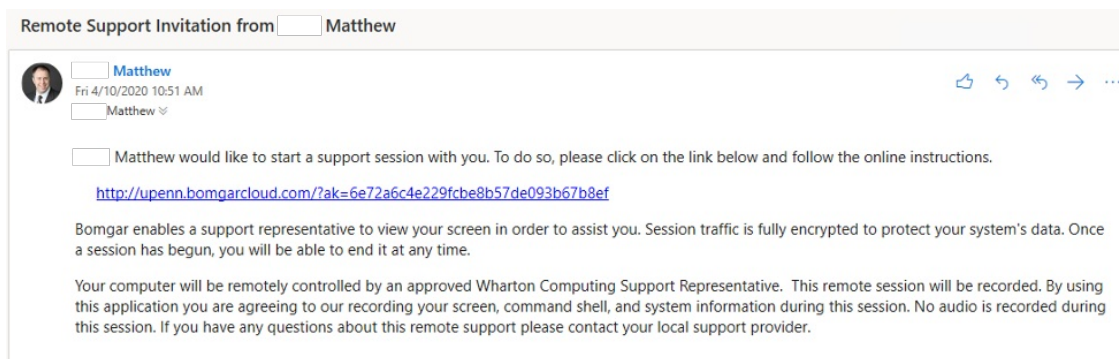 Remote Support Invitation from Matthew
Matthew
Fri 4/10/2020 10:51 AM
Matthew
Matthew would like to start a support session with you. To do so, please click on the link below and follow the online instructions.
http://upenn.bomgarcloud.com/?ak=6e72a6c4e229fcbe8b57de093b67b8ef
Bomgar enables a support representative to view your screen in order to assist you. Session traffic is fully encrypted to protect your system's data. Once
a session has begun, you will be able to end it at any time.
Your computer will be remotely controlled by an approved Wharton Computing Support Representative. This remote session will be recorded. By using
this application you are agreeing to our recording your screen, command shell, and system information during this session. No audio is recorded during
this session. If you have any questions about this remote support please contact your local support provider.